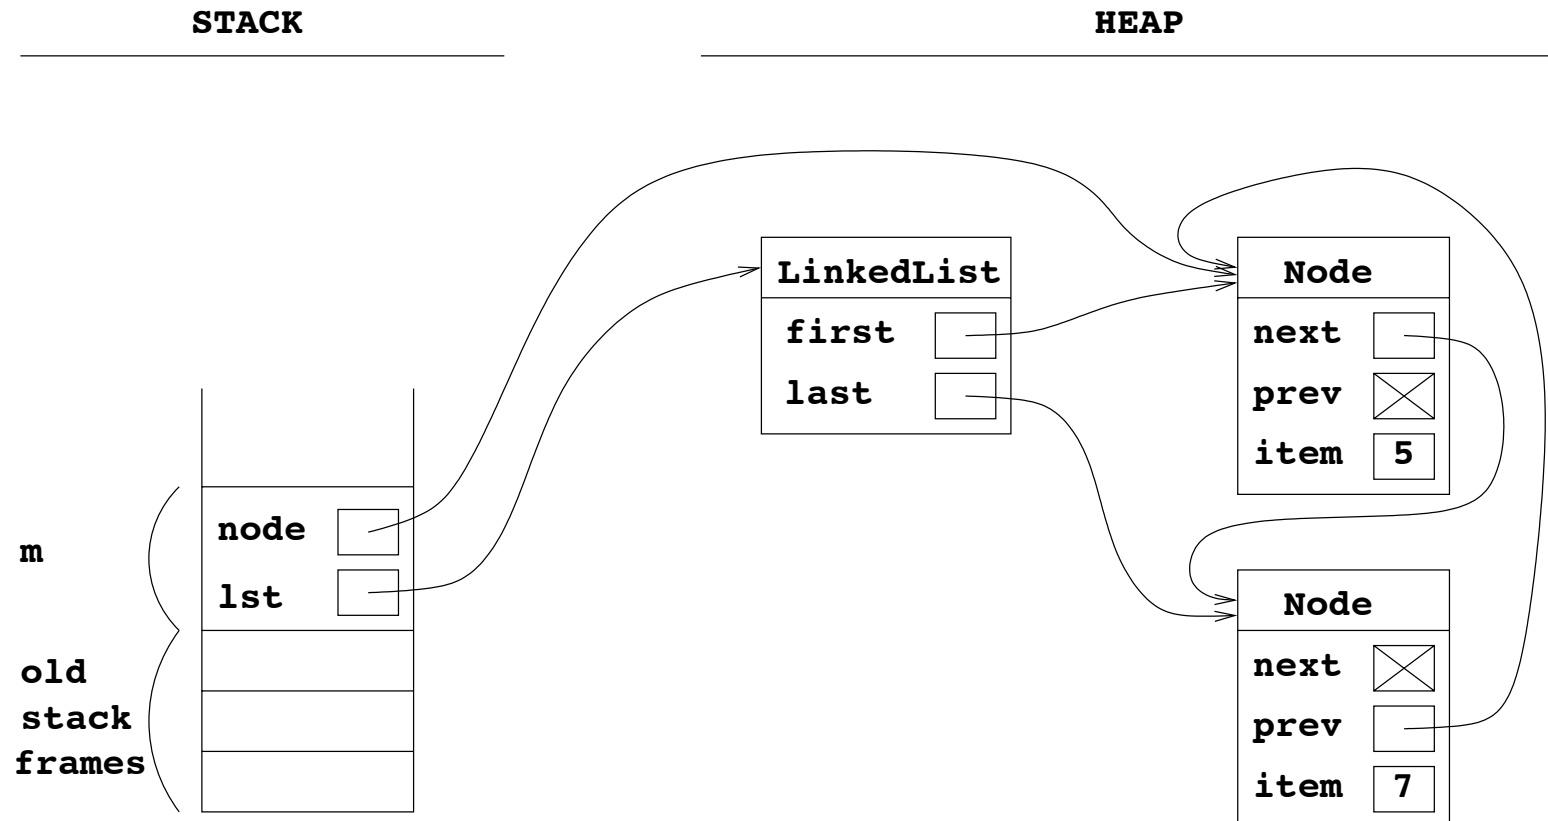 STACK
HEAP
LinkedList
first
last
Node
next
prev
item 5
m
node
lst
old
stack
frames
Node
next
prev
item 7